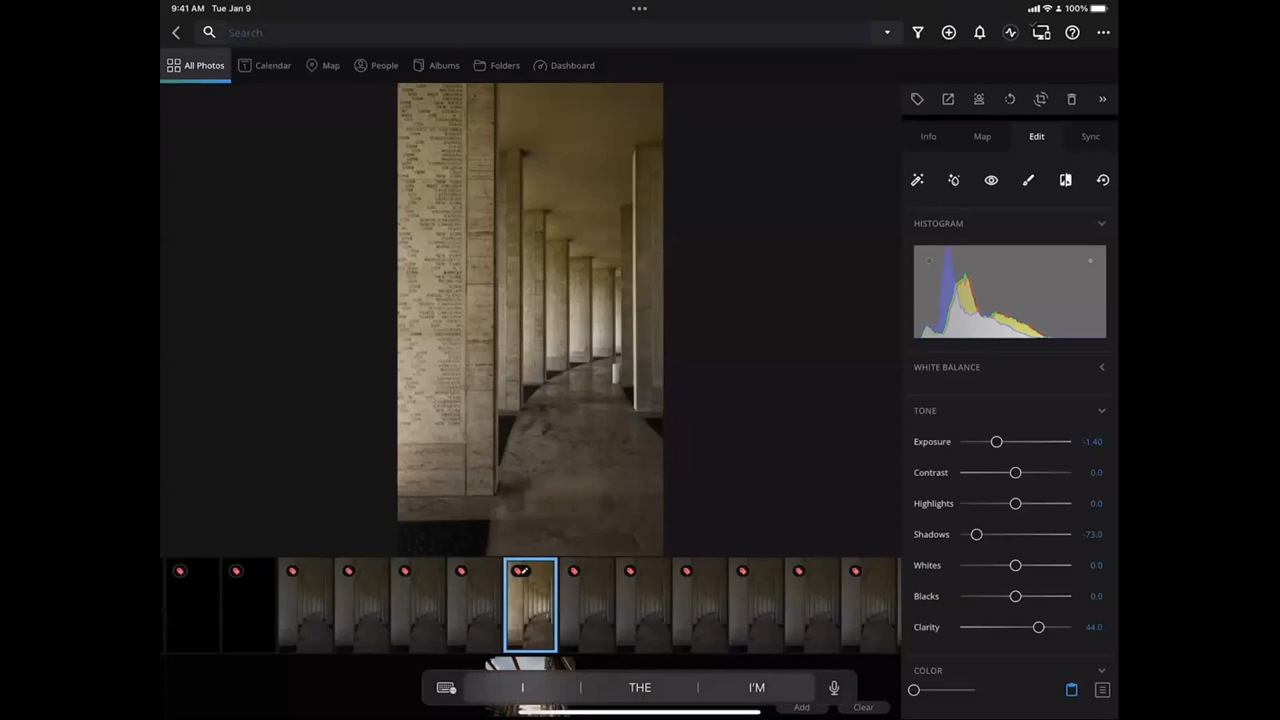 9:41 AM Tue Jan 9
100%
Search
All Photos
Calendar
Map
People
Albums
Folders
Dashboard
Info
Map
Edit
Sync
HISTOGRAM
WHITE BALANCE
TONE
Exposure -1.40
Contrast 0.0
Highlights 0.0
Shadows -73.0
Whites 0.0
Blacks 0.0
Clarity 44.0
COLOR
I
THE
I'M
Add
Clear